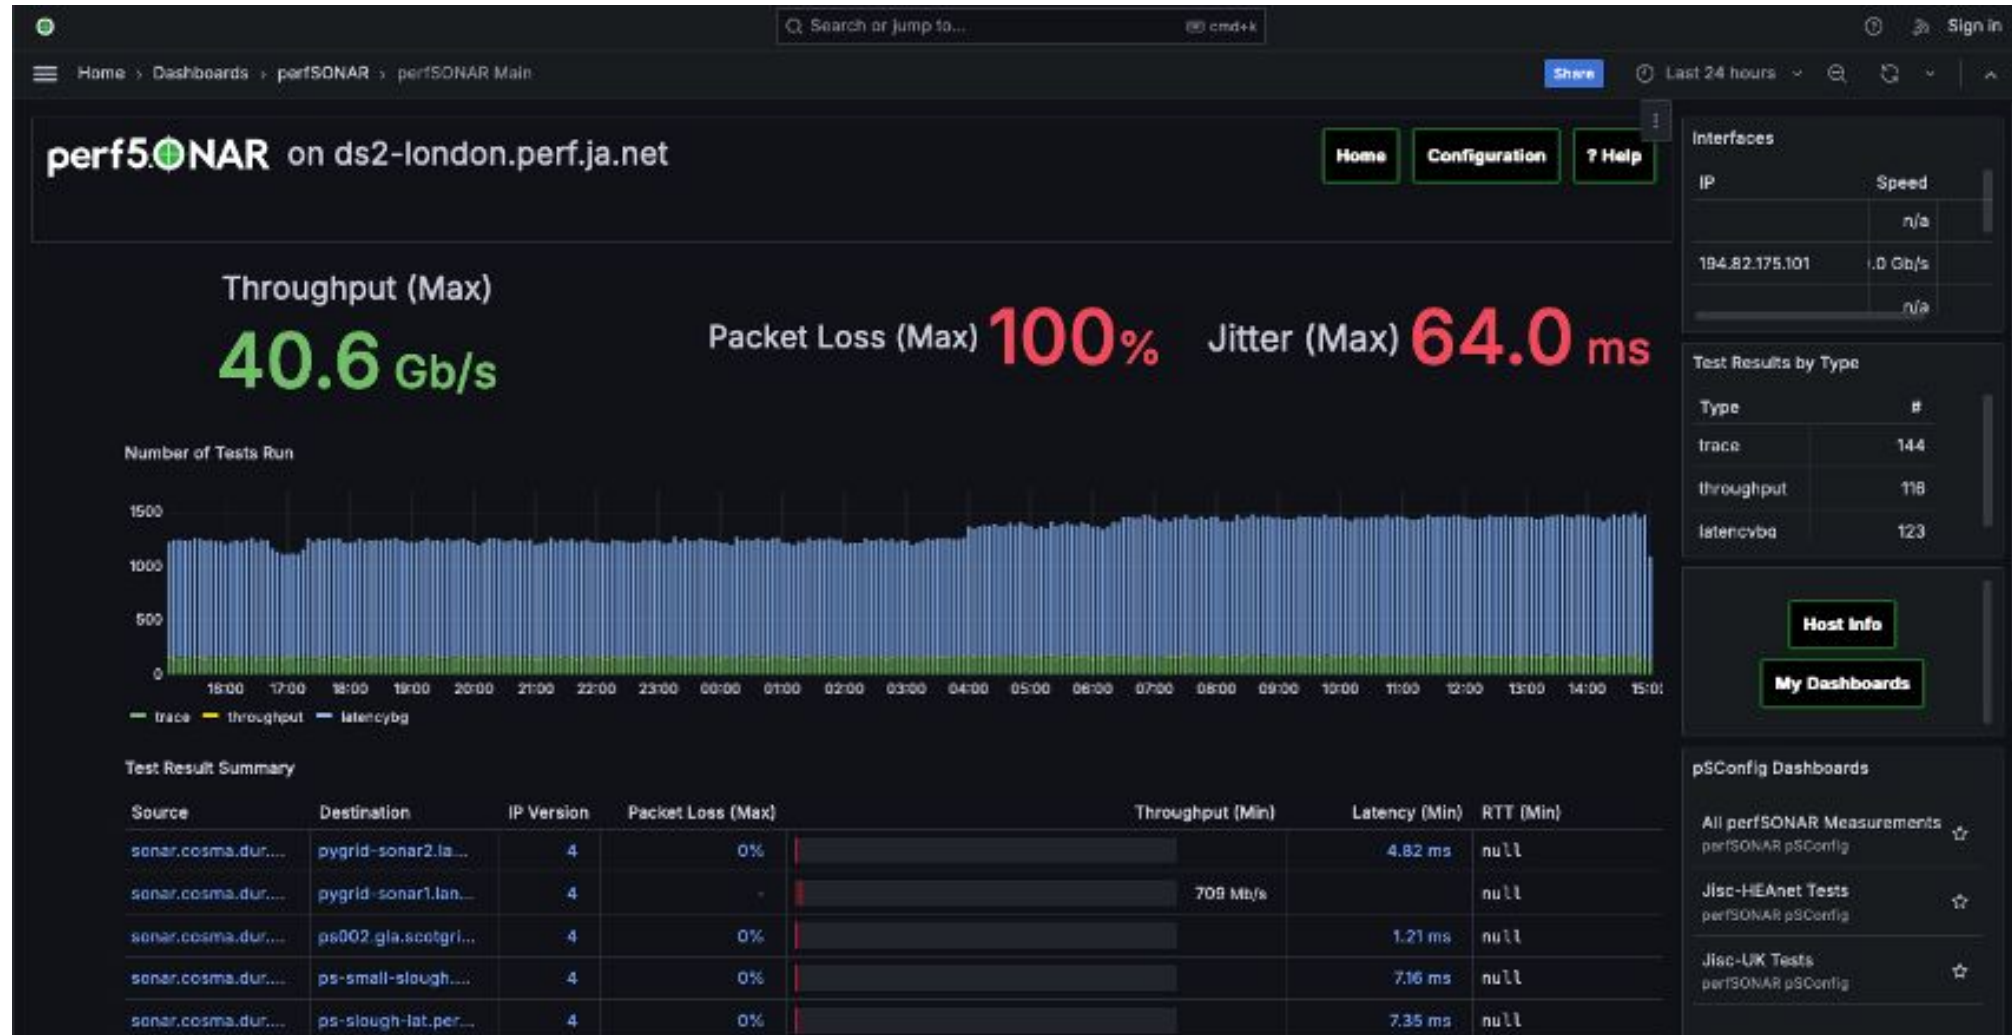 Search or jump to...
cmd+k
Sign in
Home › Dashboards › perfSONAR › perfSONAR Main
Share
Last 24 hours
perfSONAR on ds2-london.perf.ja.net
Home
Configuration
? Help
Interfaces
IP Speed
n/a
194.82.175.101 .0 Gb/s
n/a
Throughput (Max)
40.6 Gb/s
Packet Loss (Max) 100%
Jitter (Max) 64.0 ms
Test Results by Type
Type #
trace 144
throughput 116
latencybg 123
Number of Tests Run
1500
1000
500
0
16:00 17:00 18:00 19:00 20:00 21:00 22:00 23:00 00:00 01:00 02:00 03:00 04:00 05:00 06:00 07:00 08:00 09:00 10:00 11:00 12:00 13:00 14:00 15:0
trace throughput latencybg
Host Info
My Dashboards
Test Result Summary
Source Destination IP Version Packet Loss (Max) Throughput (Min) Latency (Min) RTT (Min)
sonar.cosma.dur.... pygrid-sonar2.la... 4 0% 4.82 ms null
sonar.cosma.dur.... pygrid-sonar1.lan... 4 - 709 Mb/s null
sonar.cosma.dur.... ps002.gla.scotgri... 4 0% 1.21 ms null
sonar.cosma.dur.... ps-small-slough.... 4 0% 7.16 ms null
sonar.cosma.dur.... ps-slough-lat.per... 4 0% 7.35 ms null
pSConfig Dashboards
All perfSONAR Measurements
perfSONAR pSConfig
Jisc-HEAnet Tests
perfSONAR pSConfig
Jisc-UK Tests
perfSONAR pSConfig